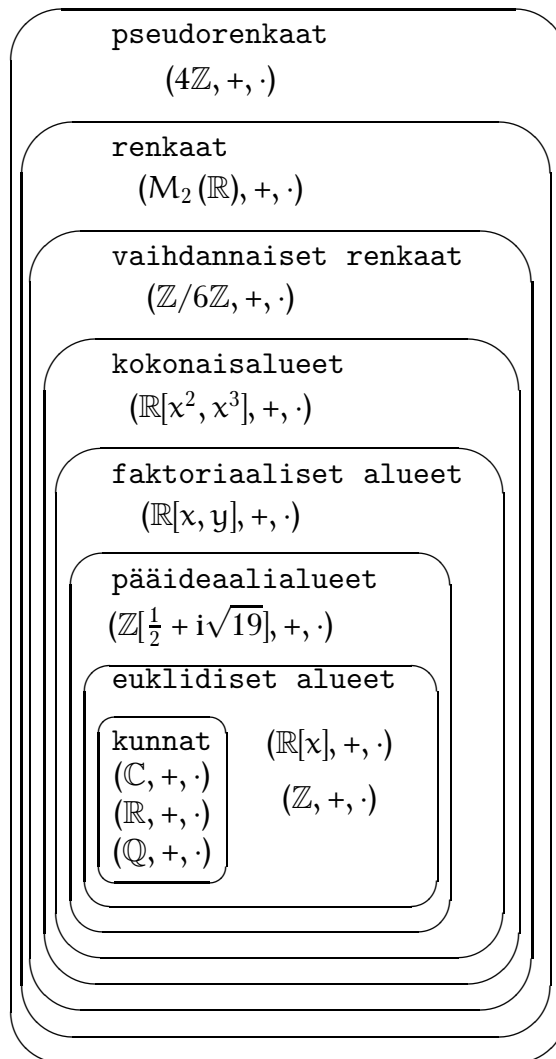 pseudorenkaat
(4ℤ, +, ·)
renkaat
(M₂(ℝ), +, ·)
vaihdannaiset renkaat
(ℤ/6ℤ, +, ·)
kokonaisalueet
(ℝ[x², x³], +, ·)
faktoriaaliset alueet
(ℝ[x, y], +, ·)
pääideaalialueet
(ℤ[½ + i√19], +, ·)
euklidiset alueet
kunnat
(ℂ, +, ·)
(ℝ, +, ·)
(ℚ, +, ·)
(ℝ[x], +, ·)
(ℤ, +, ·)